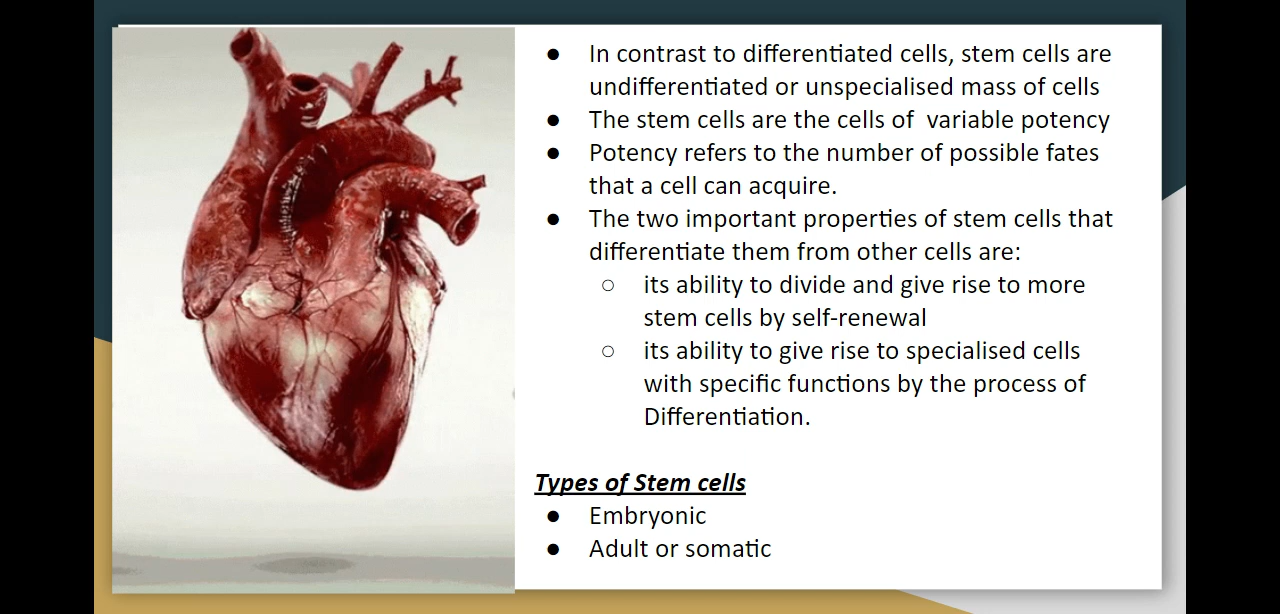 ● In contrast to differentiated cells, stem cells are
undifferentiated or unspecialised mass of cells
● The stem cells are the cells of  variable potency
● Potency refers to the number of possible fates
that a cell can acquire.
● The two important properties of stem cells that
differentiate them from other cells are:
○ its ability to divide and give rise to more
stem cells by self-renewal
○ its ability to give rise to specialised cells
with specific functions by the process of
Differentiation.
Types of Stem cells
● Embryonic
● Adult or somatic